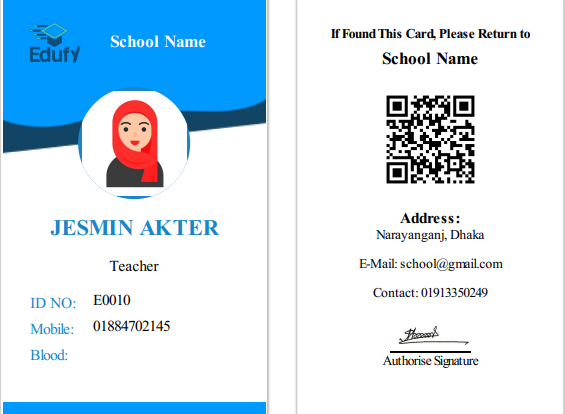 Edufy
School Name
JESMIN AKTER
Teacher
ID NO: E0010
Mobile: 01884702145
Blood:
If Found This Card, Please Return to
School Name
Address:
Narayanganj, Dhaka
E-Mail: school@gmail.com
Contact: 01913350249
Authorise Signature